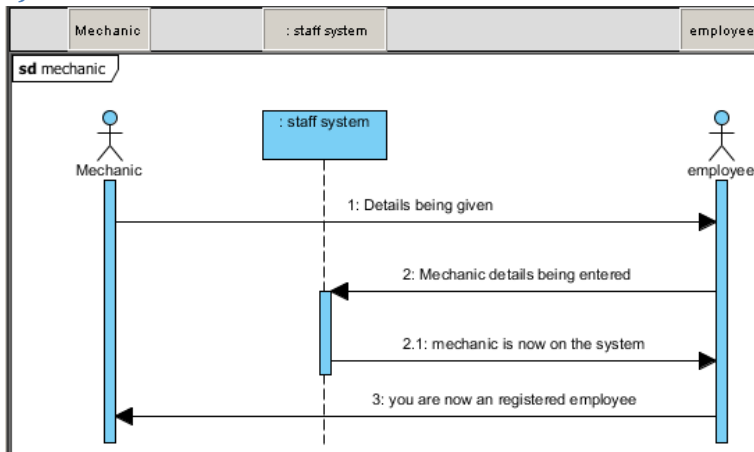 Mechanic
: staff system
employee
sd mechanic
: staff system
Mechanic
employee
1: Details being given
2: Mechanic details being entered
2.1: mechanic is now on the system
3: you are now an registered employee